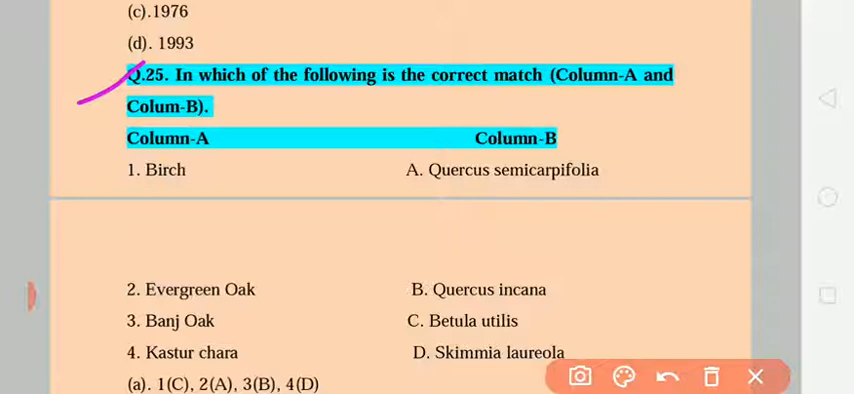 (c).1976
(d). 1993
Q.25. In which of the following is the correct match (Column-A and
Colum-B).
Column-A Column-B
1. Birch A. Quercus semicarpifolia
2. Evergreen Oak B. Quercus incana
3. Banj Oak C. Betula utilis
4. Kastur chara D. Skimmia laureola
(a). 1(C), 2(A), 3(B), 4(D)